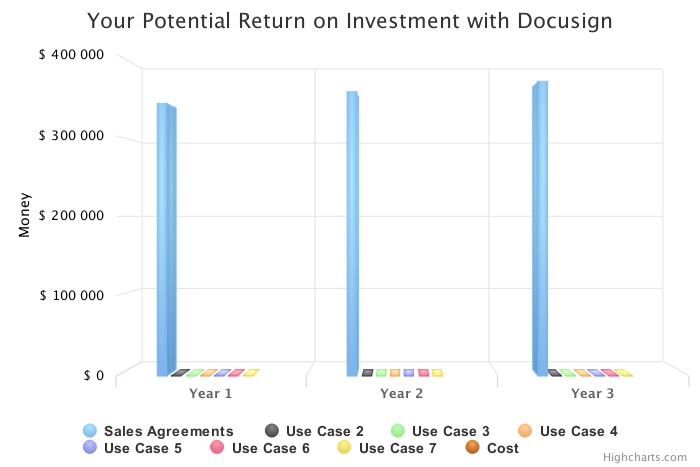 Your Potential Return on Investment with Docusign
$ 400 000
$ 300 000
$ 200 000
$ 100 000
$ 0
Money
Year 1
Year 2
Year 3
Sales Agreements
Use Case 2
Use Case 3
Use Case 4
Use Case 5
Use Case 6
Use Case 7
Cost
Highcharts.com